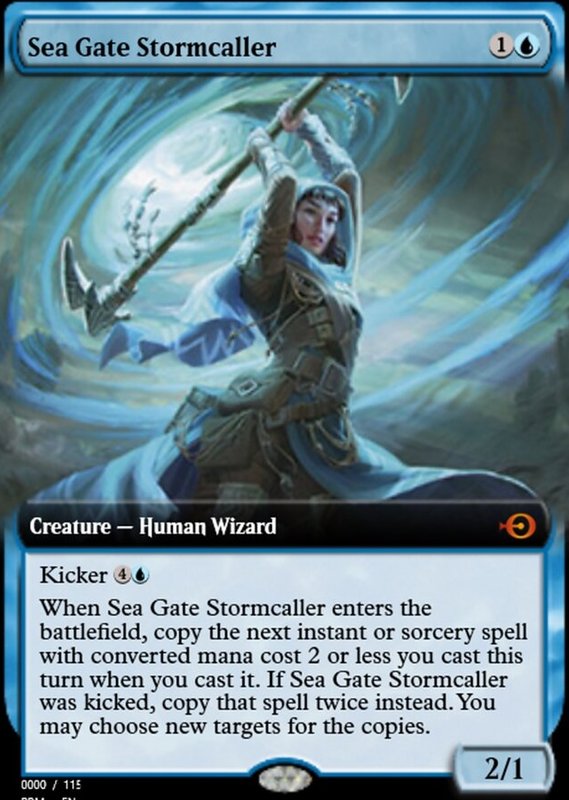 Sea Gate Stormcaller 1
Creature — Human Wizard
Kicker 4
When Sea Gate Stormcaller enters the
battlefield, copy the next instant or sorcery spell
with converted mana cost 2 or less you cast this
turn when you cast it. If Sea Gate Stormcaller
was kicked, copy that spell twice instead. You
may choose new targets for the copies.
2/1
0000 / 115